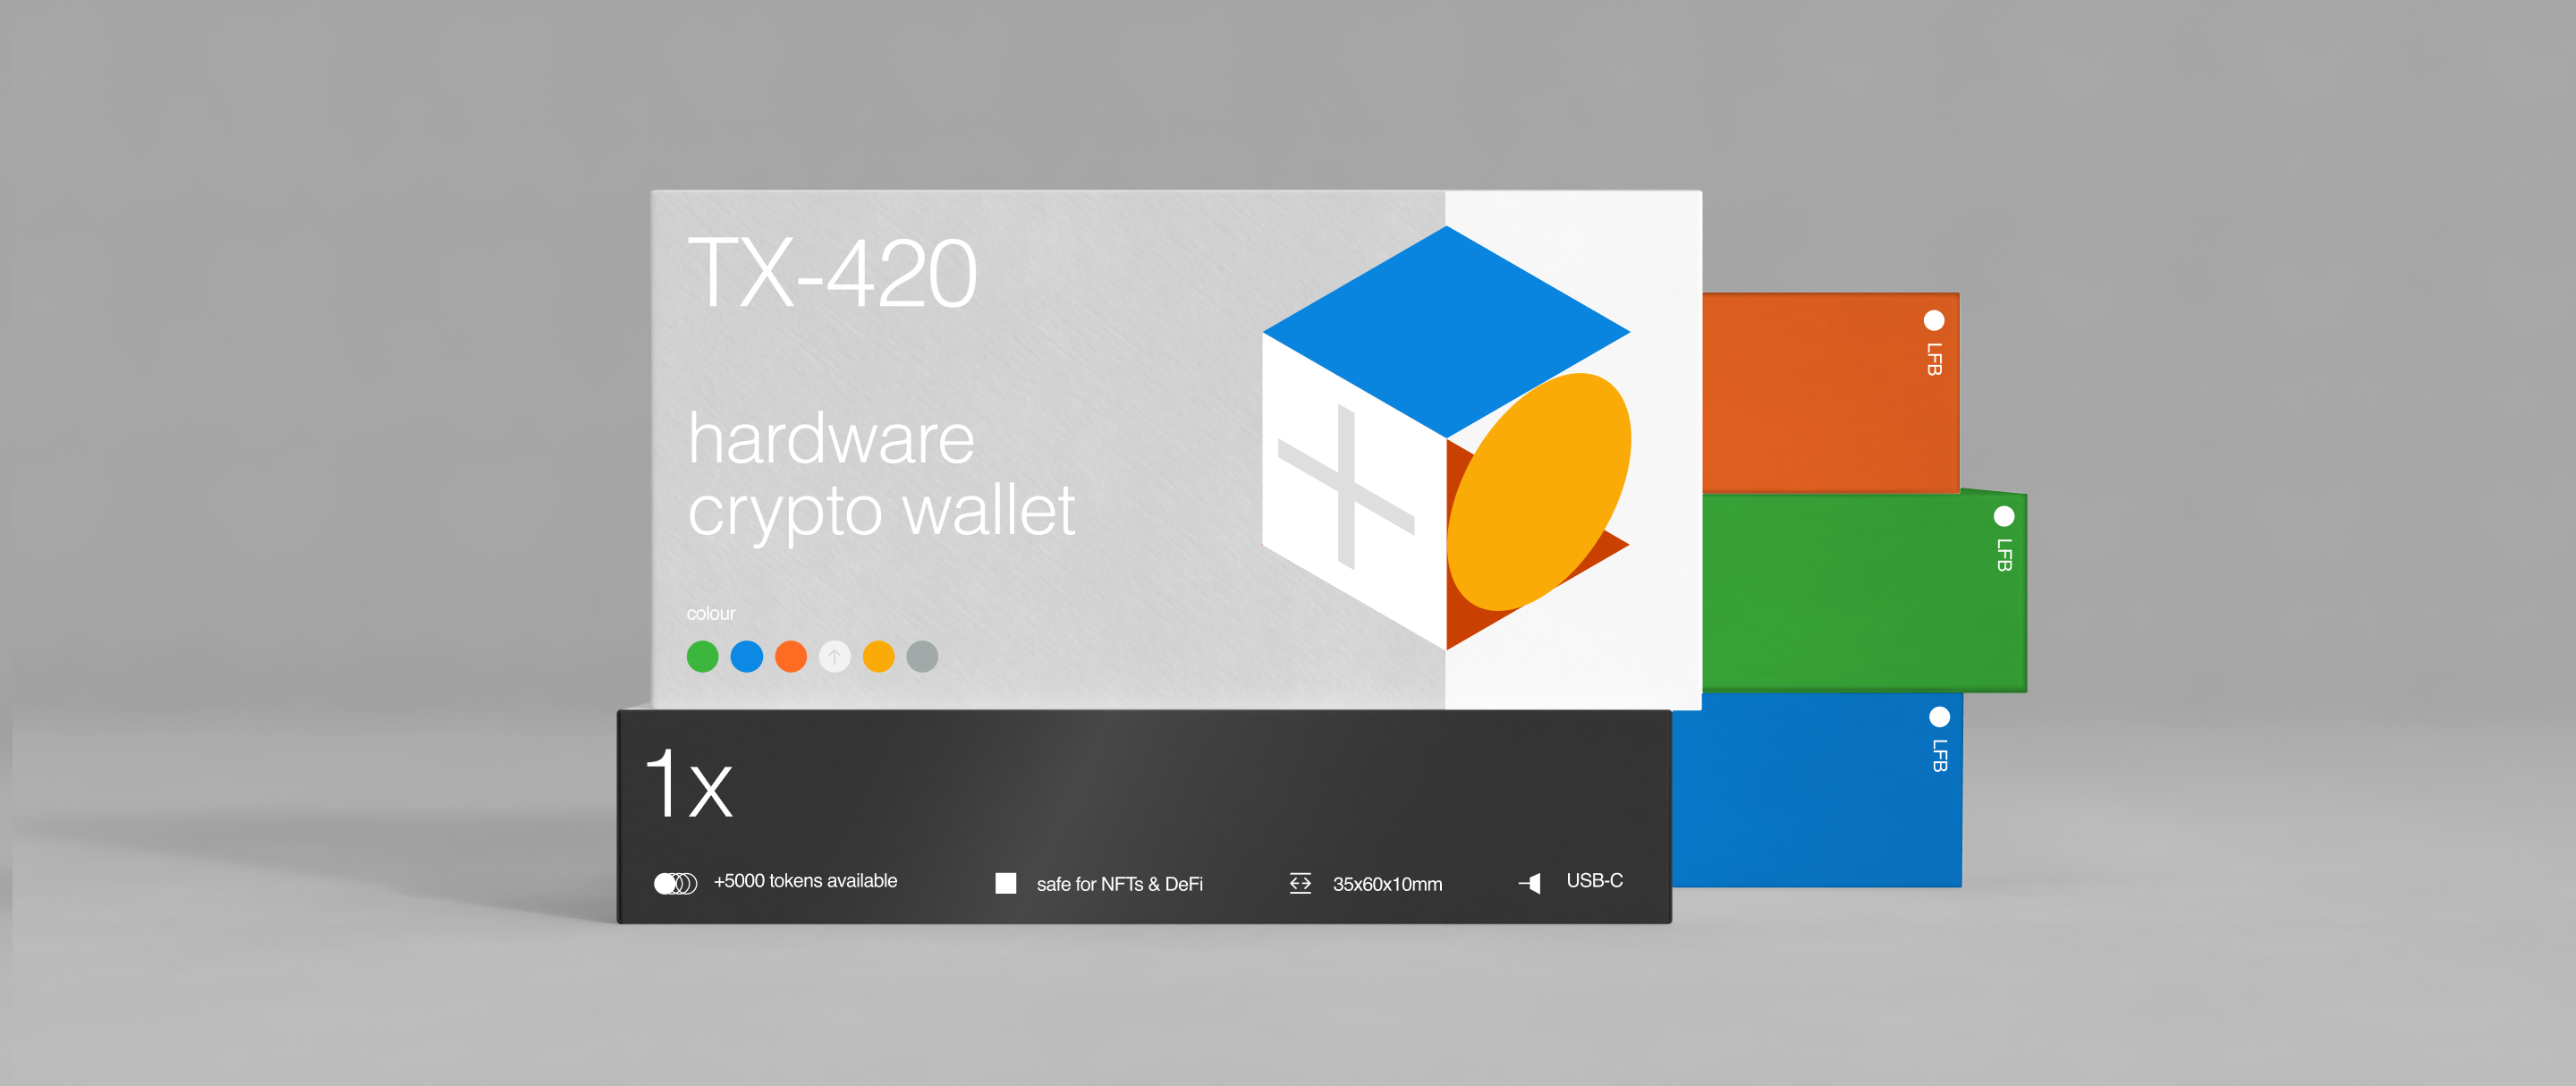 TX-420
hardware
crypto wallet
colour
1x
+5000 tokens available
safe for NFTs & DeFi
35x60x10mm
USB-C
LFB
LFB
LFB